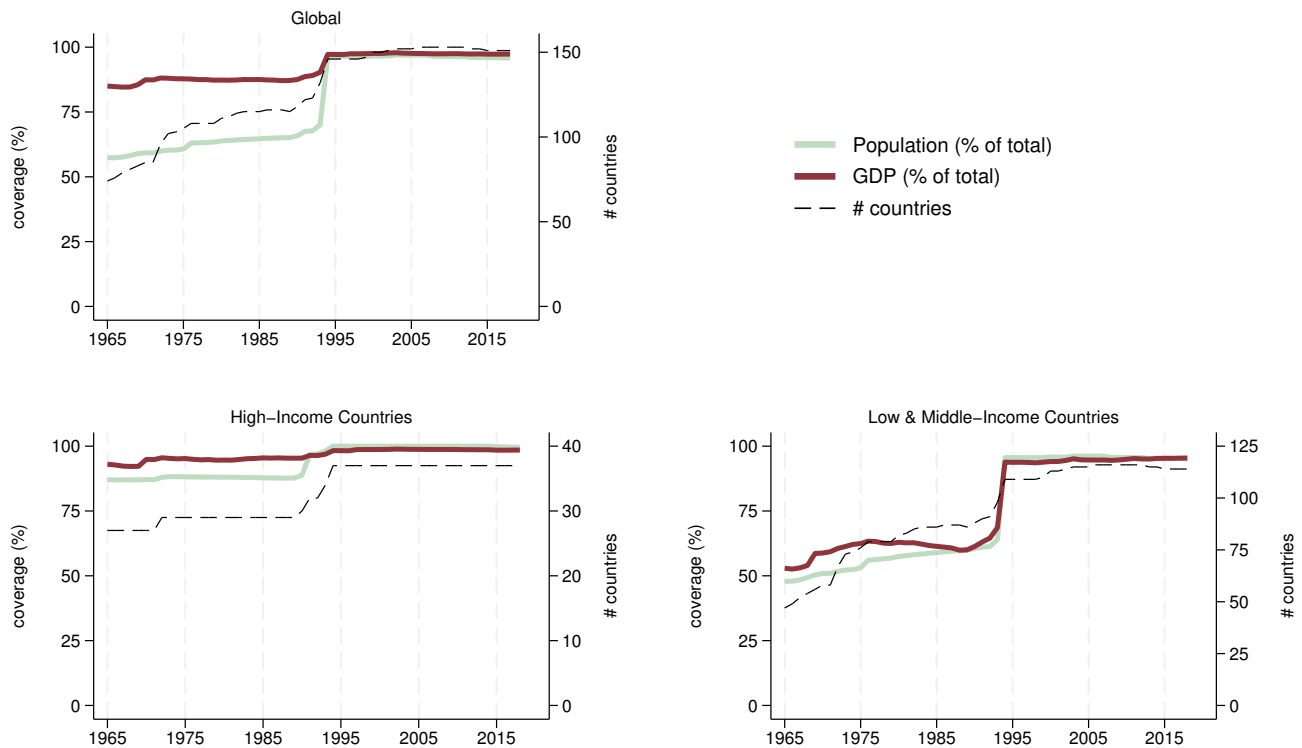 Global
100
75
50
25
0
coverage (%)
150
100
50
0
# countries
1965 1975 1985 1995 2005 2015
Population (% of total)
GDP (% of total)
# countries
High−Income Countries
100
75
50
25
0
coverage (%)
40
30
20
10
0
# countries
1965 1975 1985 1995 2005 2015
Low & Middle−Income Countries
100
75
50
25
0
coverage (%)
125
100
75
50
25
0
# countries
1965 1975 1985 1995 2005 2015